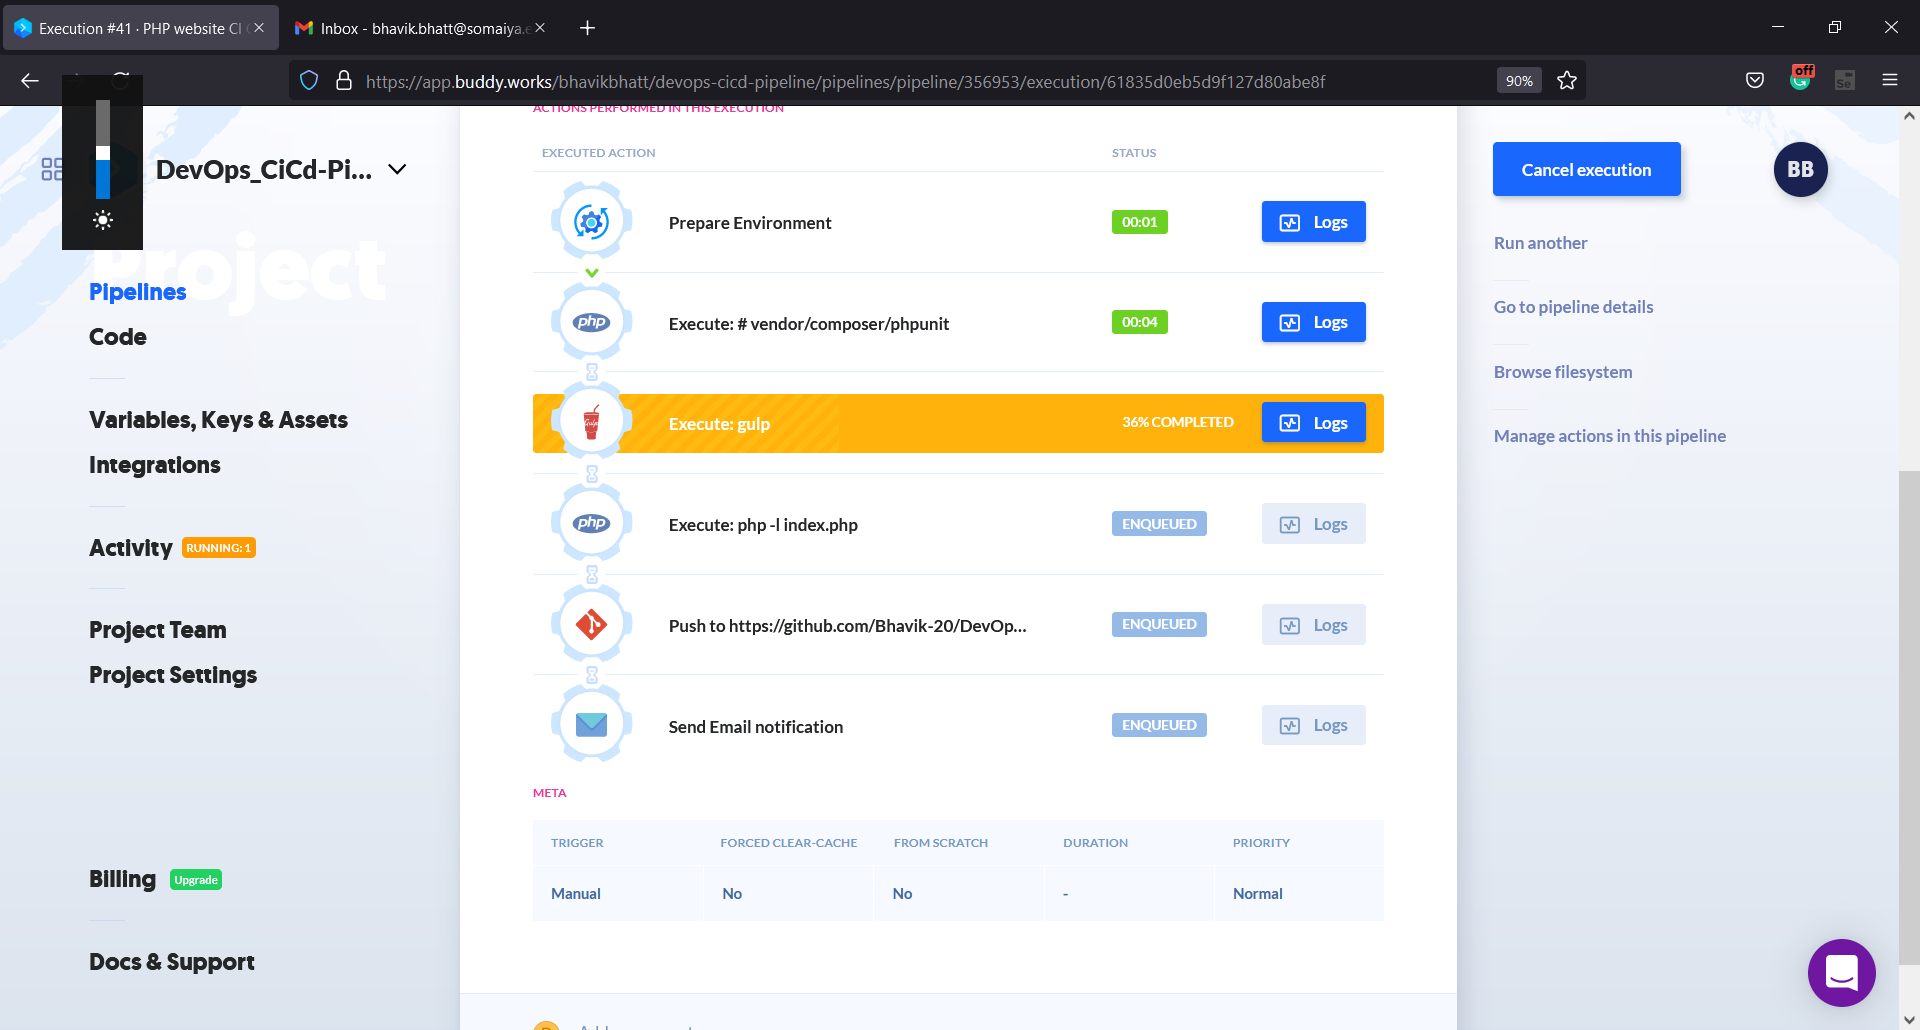 Execution #41 · PHP website CI
Inbox - bhavik.bhatt@somaiya.e
https://app.buddy.works/bhavikbhatt/devops-cicd-pipeline/pipelines/pipeline/356953/execution/61835d0eb5d9f127d80abe8f
90%
off
Se
DevOps_CiCd-Pi...
Project
Pipelines
Code
Variables, Keys & Assets
Integrations
Activity RUNNING: 1
Project Team
Project Settings
Billing Upgrade
Docs & Support
ACTIONS PERFORMED IN THIS EXECUTION
EXECUTED ACTION STATUS
Prepare Environment 00:01 Logs
php Execute: # vendor/composer/phpunit 00:04 Logs
Gulp Execute: gulp 36% COMPLETED Logs
php Execute: php -l index.php ENQUEUED Logs
Push to https://github.com/Bhavik-20/DevOp... ENQUEUED Logs
Send Email notification ENQUEUED Logs
META
TRIGGER FORCED CLEAR-CACHE FROM SCRATCH DURATION PRIORITY
Manual No No - Normal
Cancel execution
BB
Run another
Go to pipeline details
Browse filesystem
Manage actions in this pipeline